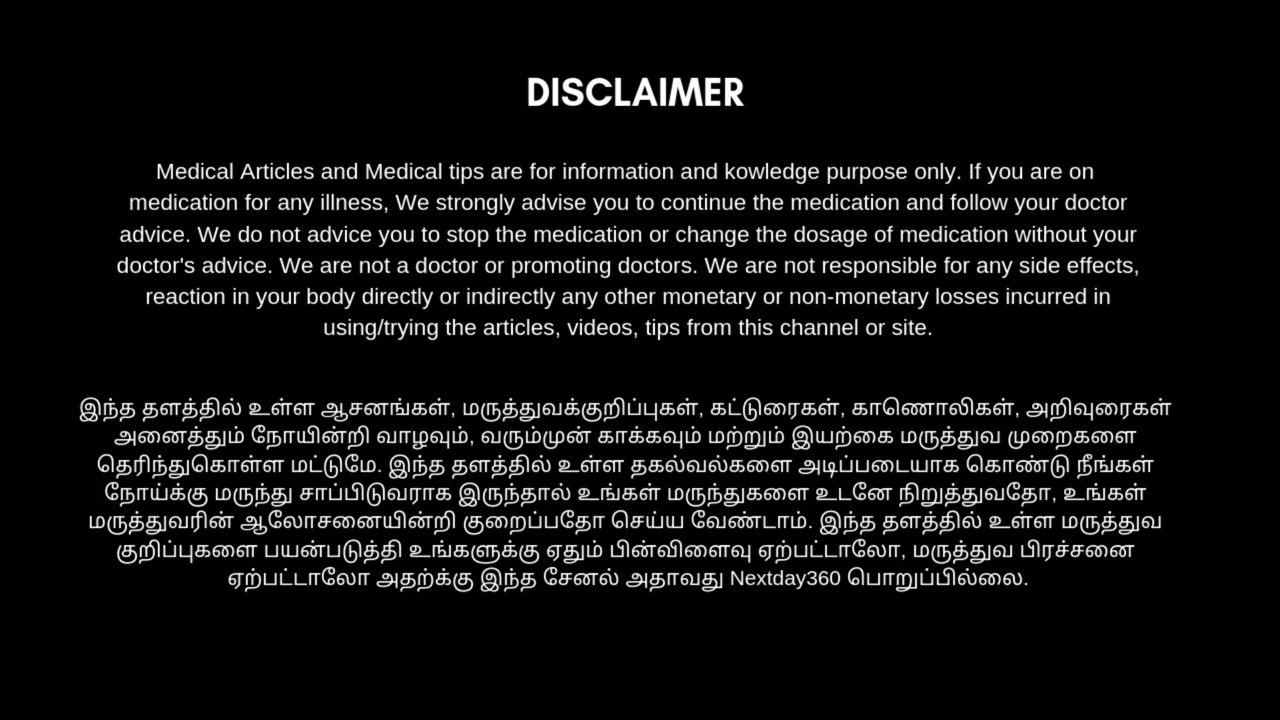 DISCLAIMER
Medical Articles and Medical tips are for information and kowledge purpose only. If you are on
medication for any illness, We strongly advise you to continue the medication and follow your doctor
advice. We do not advice you to stop the medication or change the dosage of medication without your
doctor's advice. We are not a doctor or promoting doctors. We are not responsible for any side effects,
reaction in your body directly or indirectly any other monetary or non-monetary losses incurred in
using/trying the articles, videos, tips from this channel or site.
இந்த தளத்தில் உள்ள ஆசனங்கள், மருத்துவக்குறிப்புகள், கட்டுரைகள், காணொலிகள், அறிவுரைகள்
அனைத்தும் நோயின்றி வாழவும், வரும்முன் காக்கவும் மற்றும் இயற்கை மருத்துவ முறைகளை
தெரிந்துகொள்ள மட்டுமே. இந்த தளத்தில் உள்ள தகல்வல்களை அடிப்படையாக கொண்டு நீங்கள்
நோய்க்கு மருந்து சாப்பிடுவராக இருந்தால் உங்கள் மருந்துகளை உடனே நிறுத்துவதோ, உங்கள்
மருத்துவரின் ஆலோசனையின்றி குறைப்பதோ செய்ய வேண்டாம். இந்த தளத்தில் உள்ள மருத்துவ
குறிப்புகளை பயன்படுத்தி உங்களுக்கு ஏதும் பின்விளைவு ஏற்பட்டாலோ, மருத்துவ பிரச்சனை
ஏற்பட்டாலோ அதற்க்கு இந்த சேனல் அதாவது Nextday360 பொறுப்பில்லை.